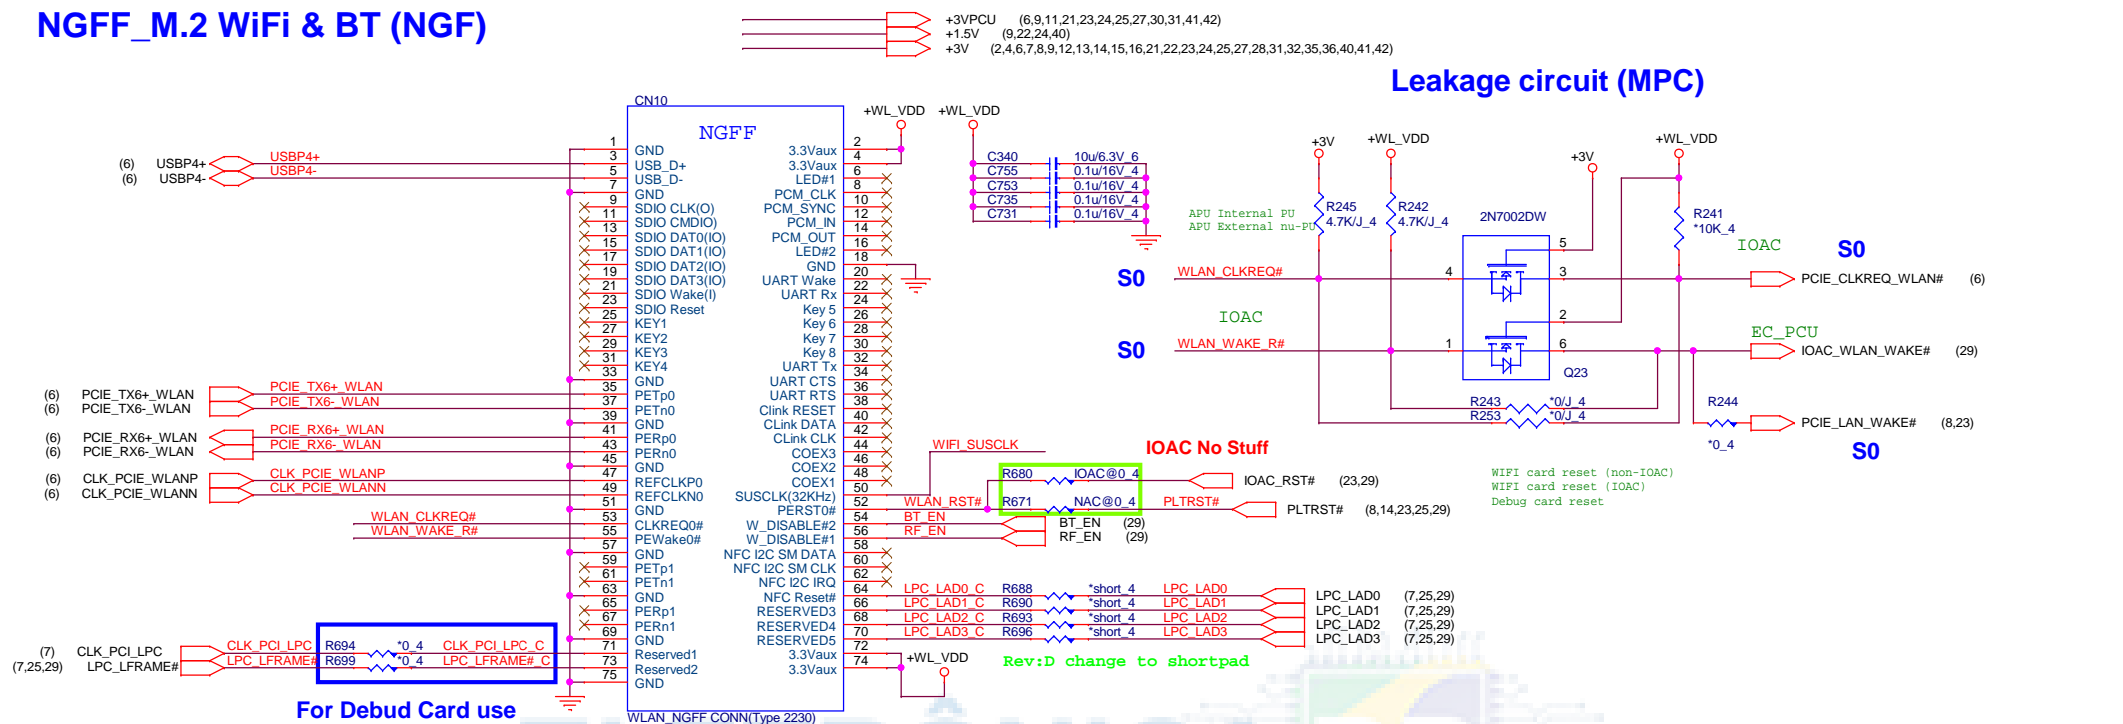 NGFF_M.2 WiFi & BT (NGF)
+3VPCU (6,9,11,21,23,24,25,27,30,31,41,42)
+1.5V (9,22,24,40)
+3V (2,4,6,7,8,9,12,13,14,15,16,21,22,23,24,25,27,28,31,32,35,36,40,41,42)
Leakage circuit (MPC)
CN10
NGFF
+WL_VDD
+WL_VDD
1 GND 3.3Vaux 2
(6) USBP4+ USBP4+ 3 USB_D+ 3.3Vaux 4
(6) USBP4- USBP4- 5 USB_D- LED#1 6
7 GND PCM_CLK 8
9 SDIO CLK(O) PCM_SYNC 10
11 SDIO CMDIO) PCM_IN 12
13 SDIO DAT0(IO) PCM_OUT 14
15 SDIO DAT1(IO) LED#2 16
17 SDIO DAT2(IO) GND 18
19 SDIO DAT3(IO) UART Wake 20
21 SDIO Wake(I) UART Rx 22
23 SDIO Reset Key 5 24
25 KEY1 Key 6 26
27 KEY2 Key 7 28
29 KEY3 Key 8 30
31 KEY4 UART Tx 32
33 GND UART CTS 34
(6) PCIE_TX6+_WLAN PCIE_TX6+_WLAN 35 PETp0 UART RTS 36
(6) PCIE_TX6-_WLAN PCIE_TX6-_WLAN 37 PETn0 Clink RESET 38
39 GND CLink DATA 40
(6) PCIE_RX6+_WLAN PCIE_RX6+_WLAN 41 PERp0 CLink CLK 42
(6) PCIE_RX6-_WLAN PCIE_RX6-_WLAN 43 PERn0 COEX3 44
45 GND COEX2 46
(6) CLK_PCIE_WLANP CLK_PCIE_WLANP 47 REFCLKP0 COEX1 48
(6) CLK_PCIE_WLANN CLK_PCIE_WLANN 49 REFCLKN0 SUSCLK(32KHz) 50 WIFI_SUSCLK
51 GND PERST0# 52 WLAN_RST#
WLAN_CLKREQ# 53 CLKREQ0# W_DISABLE#2 54 BT_EN BT_EN (29)
WLAN_WAKE_R# 55 PEWake0# W_DISABLE#1 56 RF_EN RF_EN (29)
57 GND NFC I2C SM DATA 58
59 PETp1 NFC I2C SM CLK 60
61 PETn1 NFC I2C IRQ 62
63 GND NFC Reset# 64 LPC_LAD0_C R688 *short_4 LPC_LAD0 LPC_LAD0 (7,25,29)
65 PERp1 RESERVED3 66 LPC_LAD1_C R690 *short_4 LPC_LAD1 LPC_LAD1 (7,25,29)
67 PERn1 RESERVED4 68 LPC_LAD2_C R693 *short_4 LPC_LAD2 LPC_LAD2 (7,25,29)
69 GND RESERVED5 70 LPC_LAD3_C R696 *short_4 LPC_LAD3 LPC_LAD3 (7,25,29)
(7) CLK_PCI_LPC CLK_PCI_LPC R694 *0_4 CLK_PCI_LPC_C 71 Reserved1 3.3Vaux 72
(7,25,29) LPC_LFRAME# LPC_LFRAME# R699 *0_4 LPC_LFRAME#_C 73 Reserved2 3.3Vaux 74
75 GND
+WL_VDD
Rev:D change to shortpad
For Debud Card use
WLAN_NGFF CONN(Type 2230)
C340 10u/6.3V_6
C755 0.1u/16V_4
C753 0.1u/16V_4
C735 0.1u/16V_4
C731 0.1u/16V_4
IOAC No Stuff
R680 IOAC@0_4 IOAC_RST# (23,29)
R671 NAC@0_4 PLTRST# PLTRST# (8,14,23,25,29)
WIFI card reset (non-IOAC)
WIFI card reset (IOAC)
Debug card reset
+3V
+WL_VDD
+3V
+WL_VDD
APU Internal PU
APU External nu-PU
R245
4.7K/J_4
R242
4.7K/J_4
2N7002DW
R241
*10K_4
IOAC
S0
S0 WLAN_CLKREQ# 4 5 3 PCIE_CLKREQ_WLAN# (6)
IOAC
2
EC_PCU
S0 WLAN_WAKE_R# 1 6 IOAC_WLAN_WAKE# (29)
Q23
R243 *0/J_4
R253 *0/J_4
R244
*0_4
PCIE_LAN_WAKE# (8,23)
S0